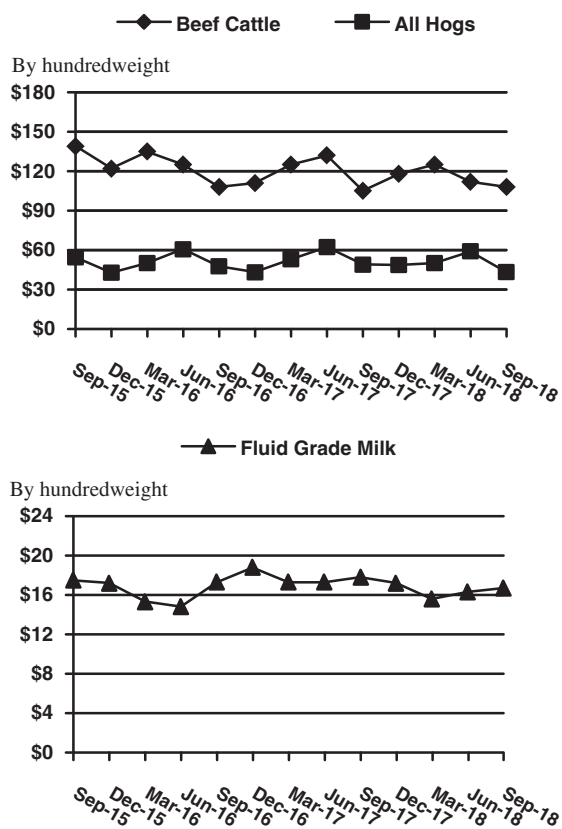 Beef Cattle All Hogs
By hundredweight
$180
$150
$120
$90
$60
$30
$0
Sep-15 Dec-15 Mar-16 Jun-16 Sep-16 Dec-16 Mar-17 Jun-17 Sep-17 Dec-17 Mar-18 Jun-18 Sep-18
Fluid Grade Milk
By hundredweight
$24
$20
$16
$12
$8
$4
$0
Sep-15 Dec-15 Mar-16 Jun-16 Sep-16 Dec-16 Mar-17 Jun-17 Sep-17 Dec-17 Mar-18 Jun-18 Sep-18